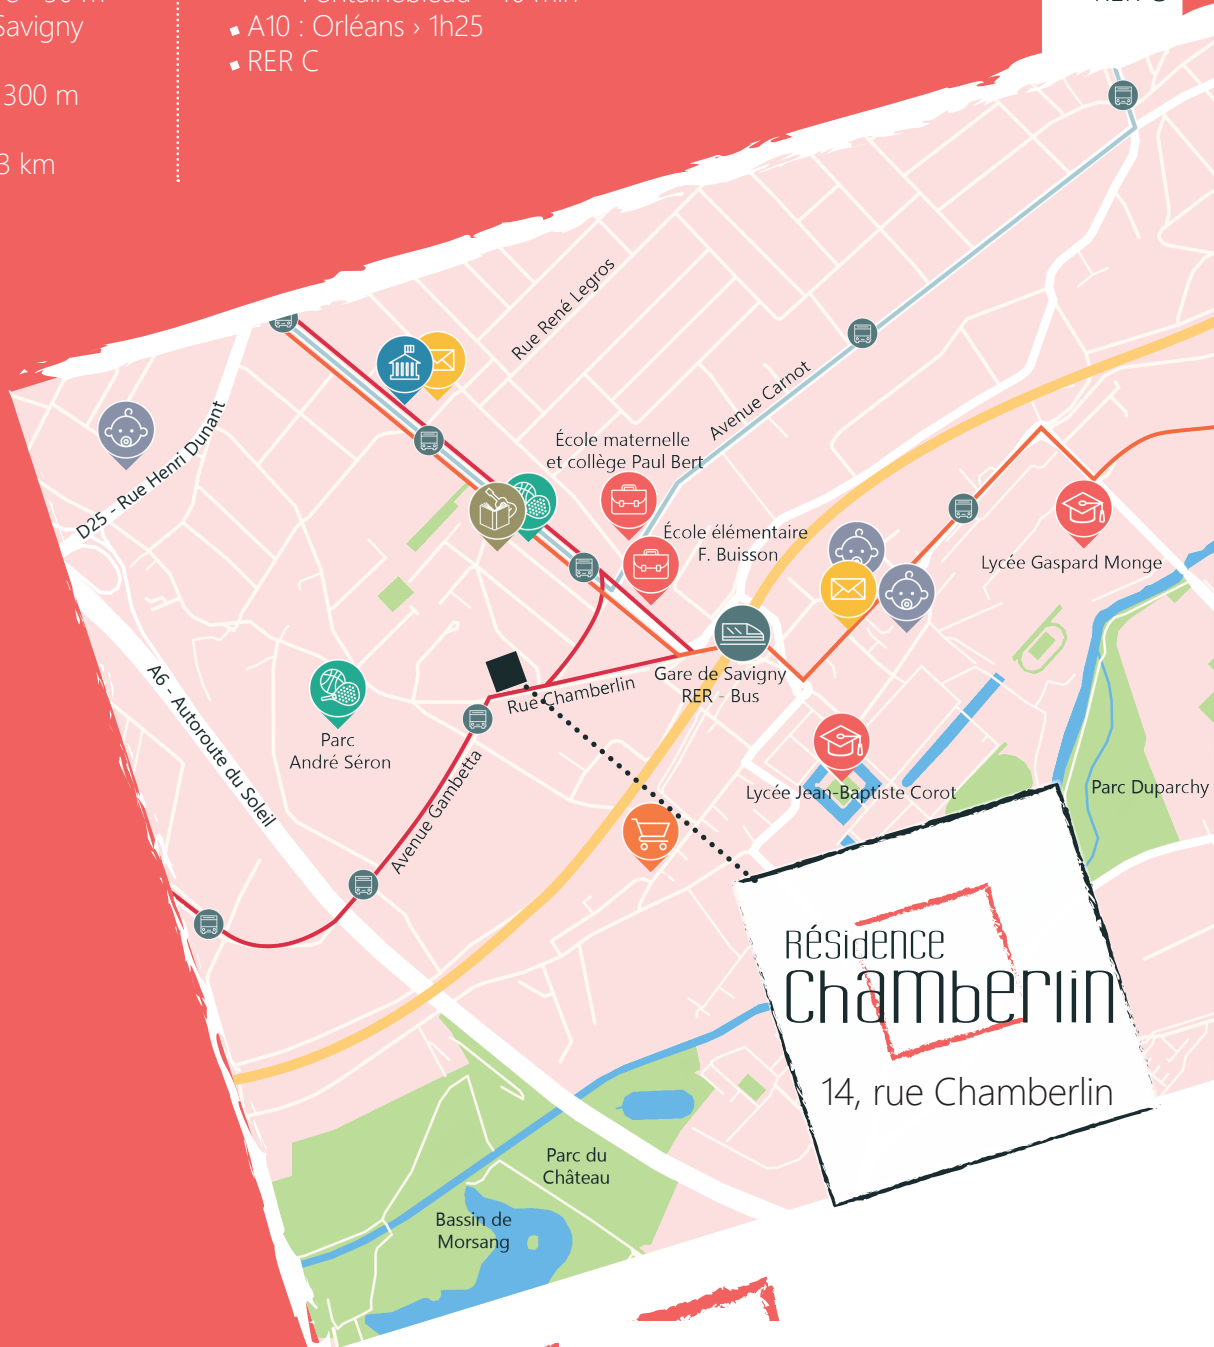 Savigny
300 m
3 km
A10 : Orléans › 1h25
RER C
Rue René Legros
Avenue Carnot
D25 - Rue Henri Dunant
École maternelle
et collège Paul Bert
École élémentaire
F. Buisson
Lycée Gaspard Monge
A6 - Autoroute du Soleil
Parc
André Séron
Rue Chamberlin
Gare de Savigny
RER - Bus
Avenue Gambetta
Lycée Jean-Baptiste Corot
Parc Duparchy
Résidence
Chamberlin
14, rue Chamberlin
Parc du
Château
Bassin de
Morsang